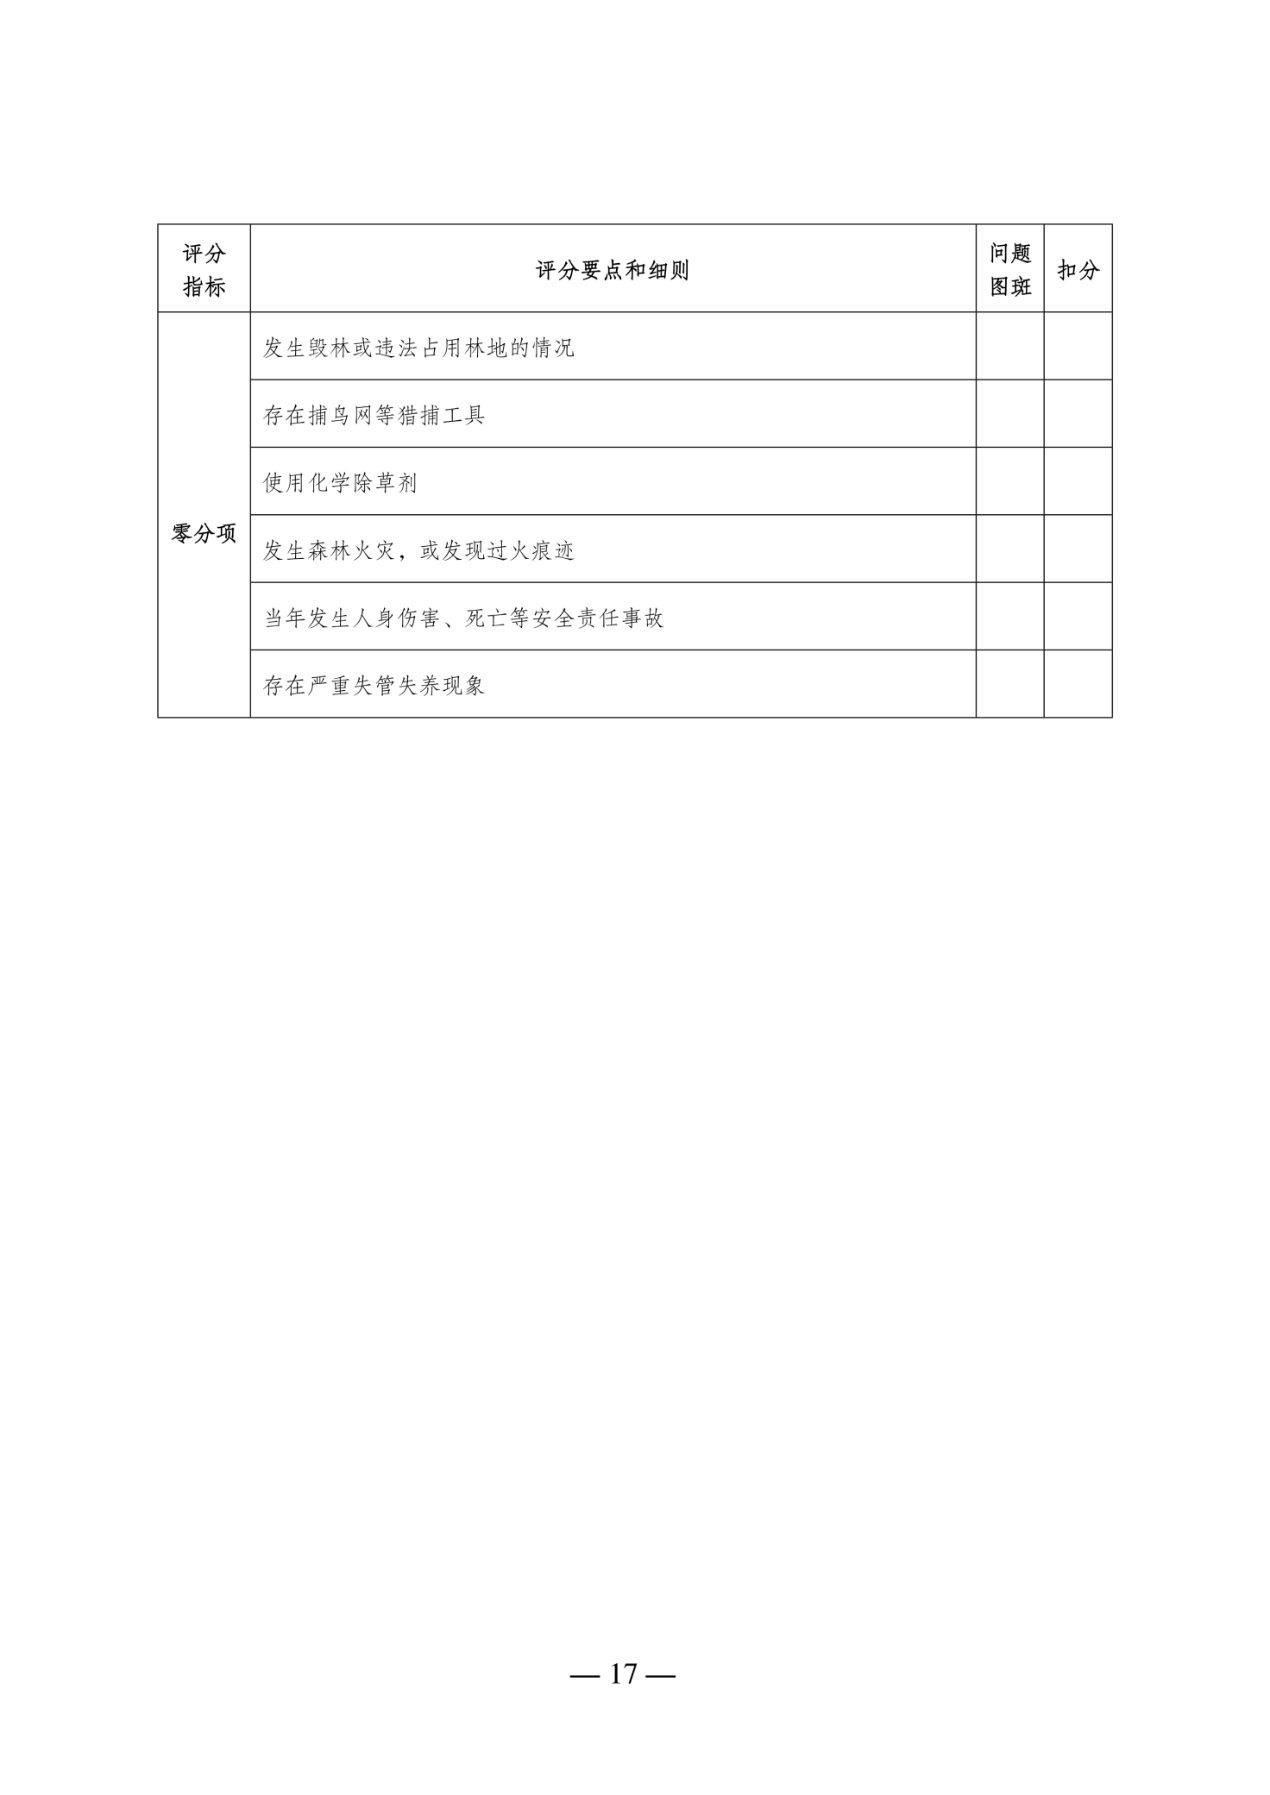 评分
指标
评分要点和细则
问题
图斑
扣分
零分项
发生毁林或违法占用林地的情况
存在捕鸟网等猎捕工具
使用化学除草剂
发生森林火灾，或发现过火痕迹
当年发生人身伤害、死亡等安全责任事故
存在严重失管失养现象
— 17 —